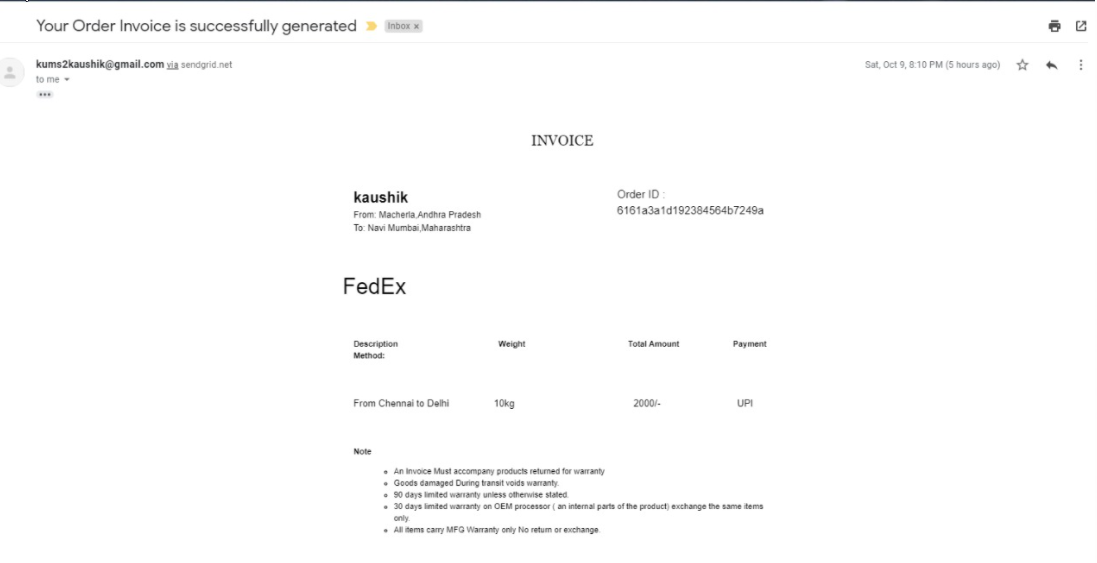 Your Order Invoice is successfully generated Inbox x
kums2kaushik@gmail.com via sendgrid.net Sat, Oct 9, 8:10 PM (5 hours ago)
to me
INVOICE
kaushik
From: Macherla,Andhra Pradesh
To: Navi Mumbai,Maharashtra
Order ID :
6161a3a1d192384564b7249a
FedEx
Description Weight Total Amount Payment
Method:
From Chennai to Delhi 10kg 2000/- UPI
Note
An Invoice Must accompany products returned for warranty
Goods damaged During transit voids warranty.
90 days limited warranty unless otherwise stated.
30 days limited warranty on OEM processor ( an internal parts of the product) exchange the same items
only.
All items carry MFG Warranty only No return or exchange.